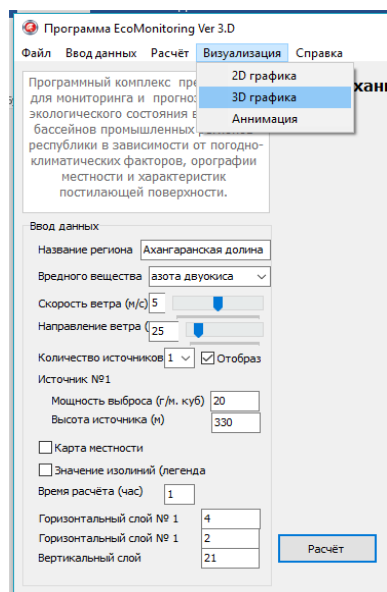 Программа EcoMonitoring Ver 3.D
Файл Ввод данных Расчёт Визуализация Справка
2D графика
3D графика
Аннимация
Программный комплекс
для мониторинга и
экологического состояния
бассейнов промышленных
республики в зависимости от погодно-
климатических факторов, орографии
местности и характеристик
постилающей поверхности.
Ввод данных
Название региона Ахангаранская долина
Вредного вещества азота двуокиса
Скорость ветра (м/с) 5
Направление ветра ( 25
Количество источников 1 Отобраз
Источник №1
Мощность выброса (г/м. куб) 20
Высота источника (м) 330
Карта местности
Значение изолиний (легенда
Время расчёта (час) 1
Горизонтальный слой № 1 4
Горизонтальный слой № 1 2
Вертикальный слой 21
Расчёт